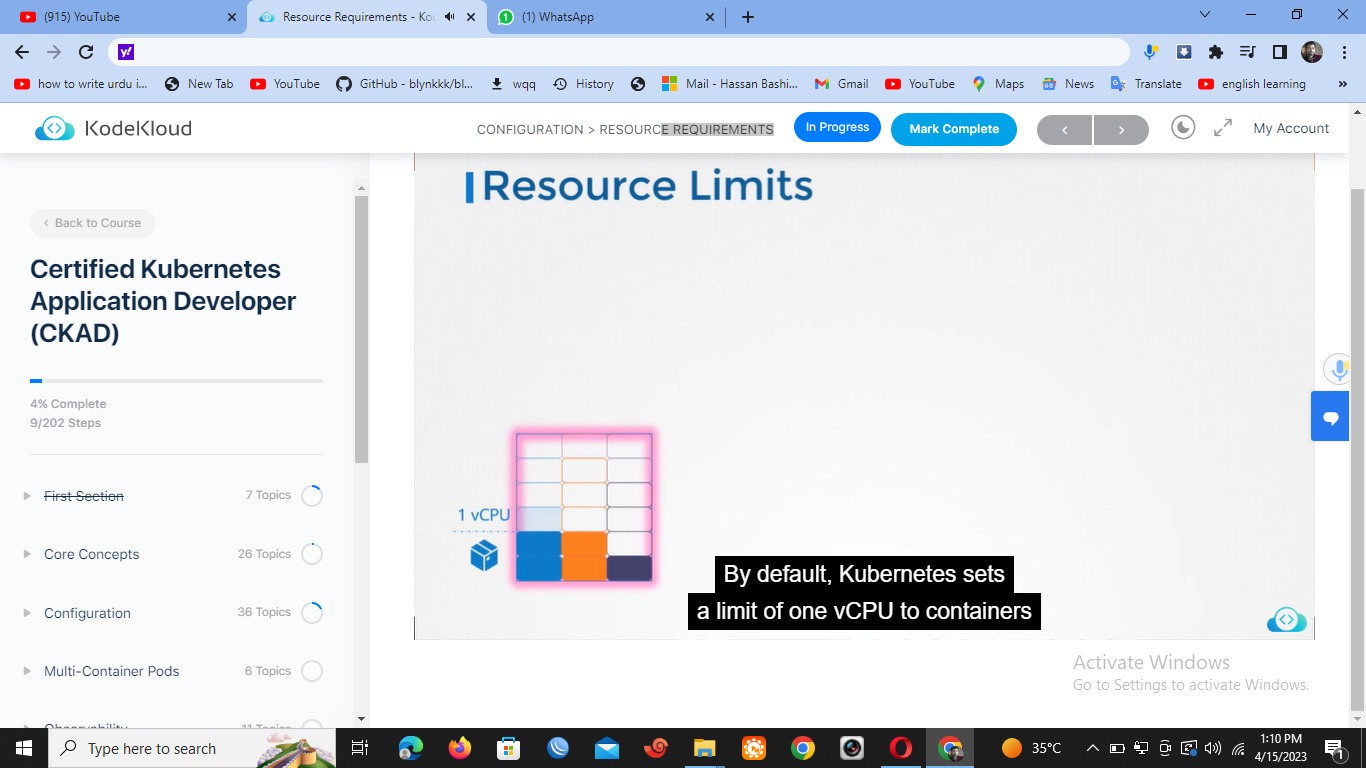 (915) YouTube
Resource Requirements - Ko
(1) WhatsApp
how to write urdu i...
New Tab
YouTube
GitHub - blynkkk/bl...
wqq
History
Mail - Hassan Bashi...
Gmail
YouTube
Maps
News
Translate
english learning
»
KodeKloud
CONFIGURATION > RESOURCE REQUIREMENTS
In Progress
Mark Complete
My Account
Back to Course
Certified Kubernetes
Application Developer
(CKAD)
4% Complete
9/202 Steps
First Section
7 Topics
Core Concepts
26 Topics
Configuration
36 Topics
Multi-Container Pods
6 Topics
Observability
11 Topics
Resource Limits
1 vCPU
By default, Kubernetes sets
a limit of one vCPU to containers
Activate Windows
Go to Settings to activate Windows.
Type here to search
35°C
1:10 PM
4/15/2023
1